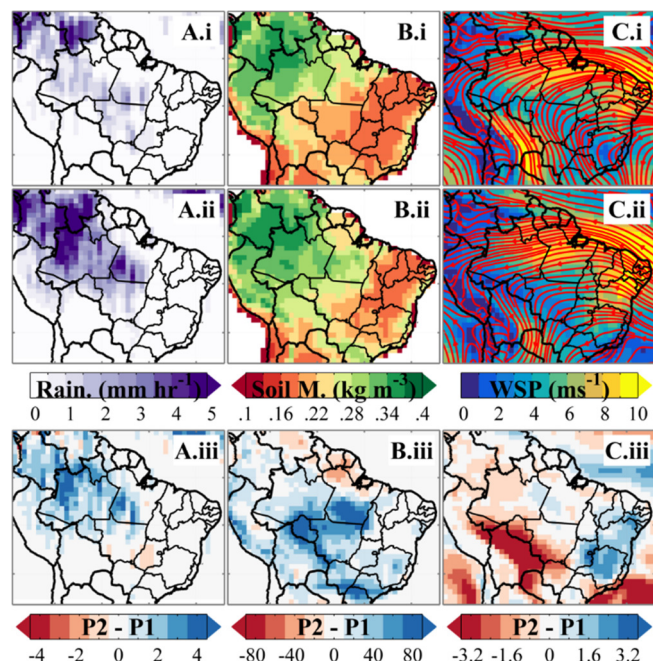 A.i B.i C.i
A.ii B.ii C.ii
Rain. (mm hr⁻¹) Soil M. (kg m⁻³) WSP (ms⁻¹)
0 1 2 3 4 5 .1 .16 .22 .28 .34 .4 0 2 4 6 8 10
A.iii B.iii C.iii
P2 - P1 P2 - P1 P2 - P1
-4 -2 0 2 4 -80 -40 0 40 80 -3.2 -1.6 0 1.6 3.2